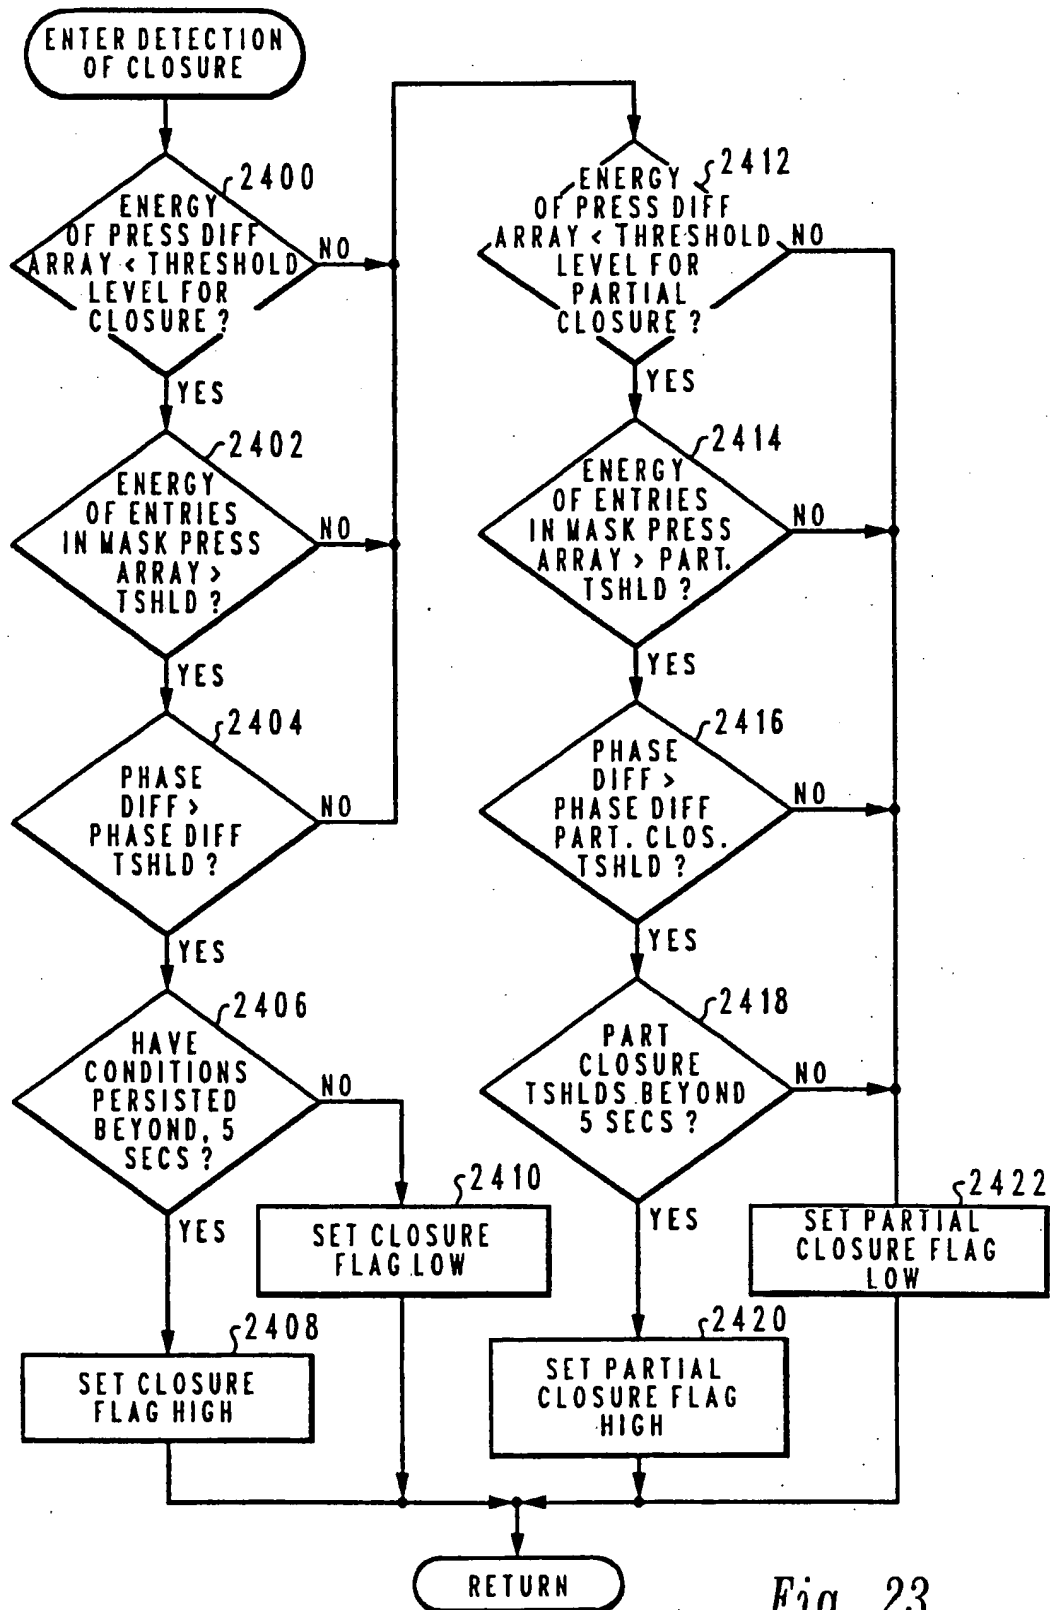 ENTER DETECTION
OF CLOSURE
2400
ENERGY
OF PRESS DIFF
ARRAY < THRESHOLD
LEVEL FOR
CLOSURE ?
NO
YES
2402
ENERGY
OF ENTRIES
IN MASK PRESS
ARRAY >
TSHLD ?
NO
YES
2404
PHASE
DIFF >
PHASE DIFF
TSHLD ?
NO
YES
2406
HAVE
CONDITIONS
PERSISTED
BEYOND, 5
SECS ?
NO
YES
2410
SET CLOSURE
FLAG LOW
2408
SET CLOSURE
FLAG HIGH
2412
ENERGY
OF PRESS DIFF
ARRAY < THRESHOLD
LEVEL FOR
PARTIAL
CLOSURE ?
NO
YES
2414
ENERGY
OF ENTRIES
IN MASK PRESS
ARRAY > PART.
TSHLD ?
NO
YES
2416
PHASE
DIFF >
PHASE DIFF
PART. CLOS.
TSHLD ?
NO
YES
2418
PART
CLOSURE
TSHLDS BEYOND
5 SECS ?
NO
YES
2422
SET PARTIAL
CLOSURE FLAG
LOW
2420
SET PARTIAL
CLOSURE FLAG
HIGH
RETURN
Fig. 23